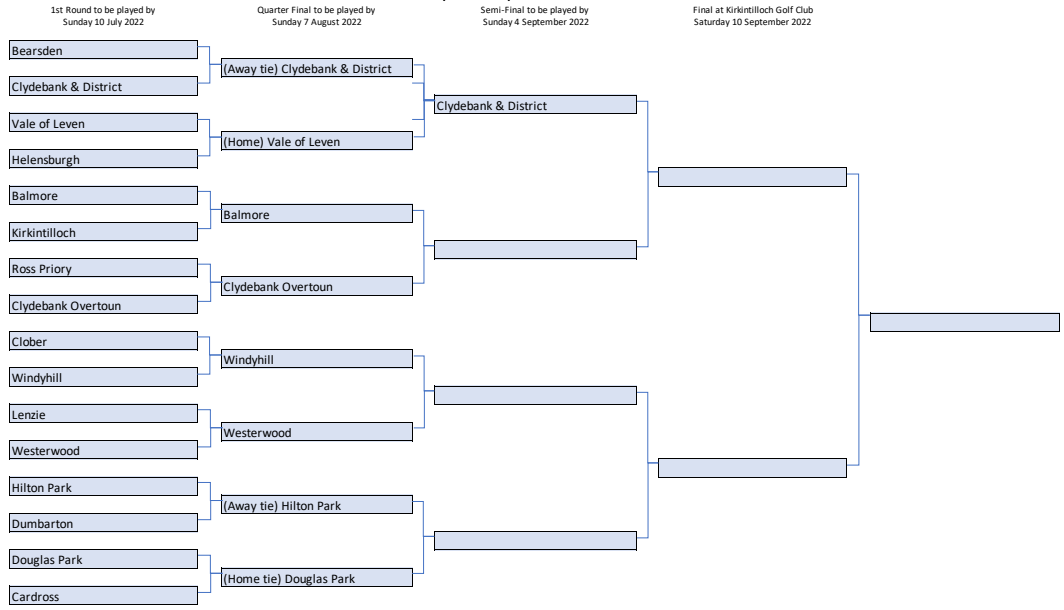 1st Round to be played by
Sunday 10 July 2022
Quarter Final to be played by
Sunday 7 August 2022
Semi-Final to be played by
Sunday 4 September 2022
Final at Kirkintilloch Golf Club
Saturday 10 September 2022
Bearsden
(Away tie) Clydebank & District
Clydebank & District
Clydebank & District
Vale of Leven
(Home) Vale of Leven
Helensburgh
Balmore
Balmore
Kirkintilloch
Ross Priory
Clydebank Overtoun
Clydebank Overtoun
Clober
Windyhill
Windyhill
Lenzie
Westerwood
Westerwood
Hilton Park
(Away tie) Hilton Park
Dumbarton
Douglas Park
(Home tie) Douglas Park
Cardross